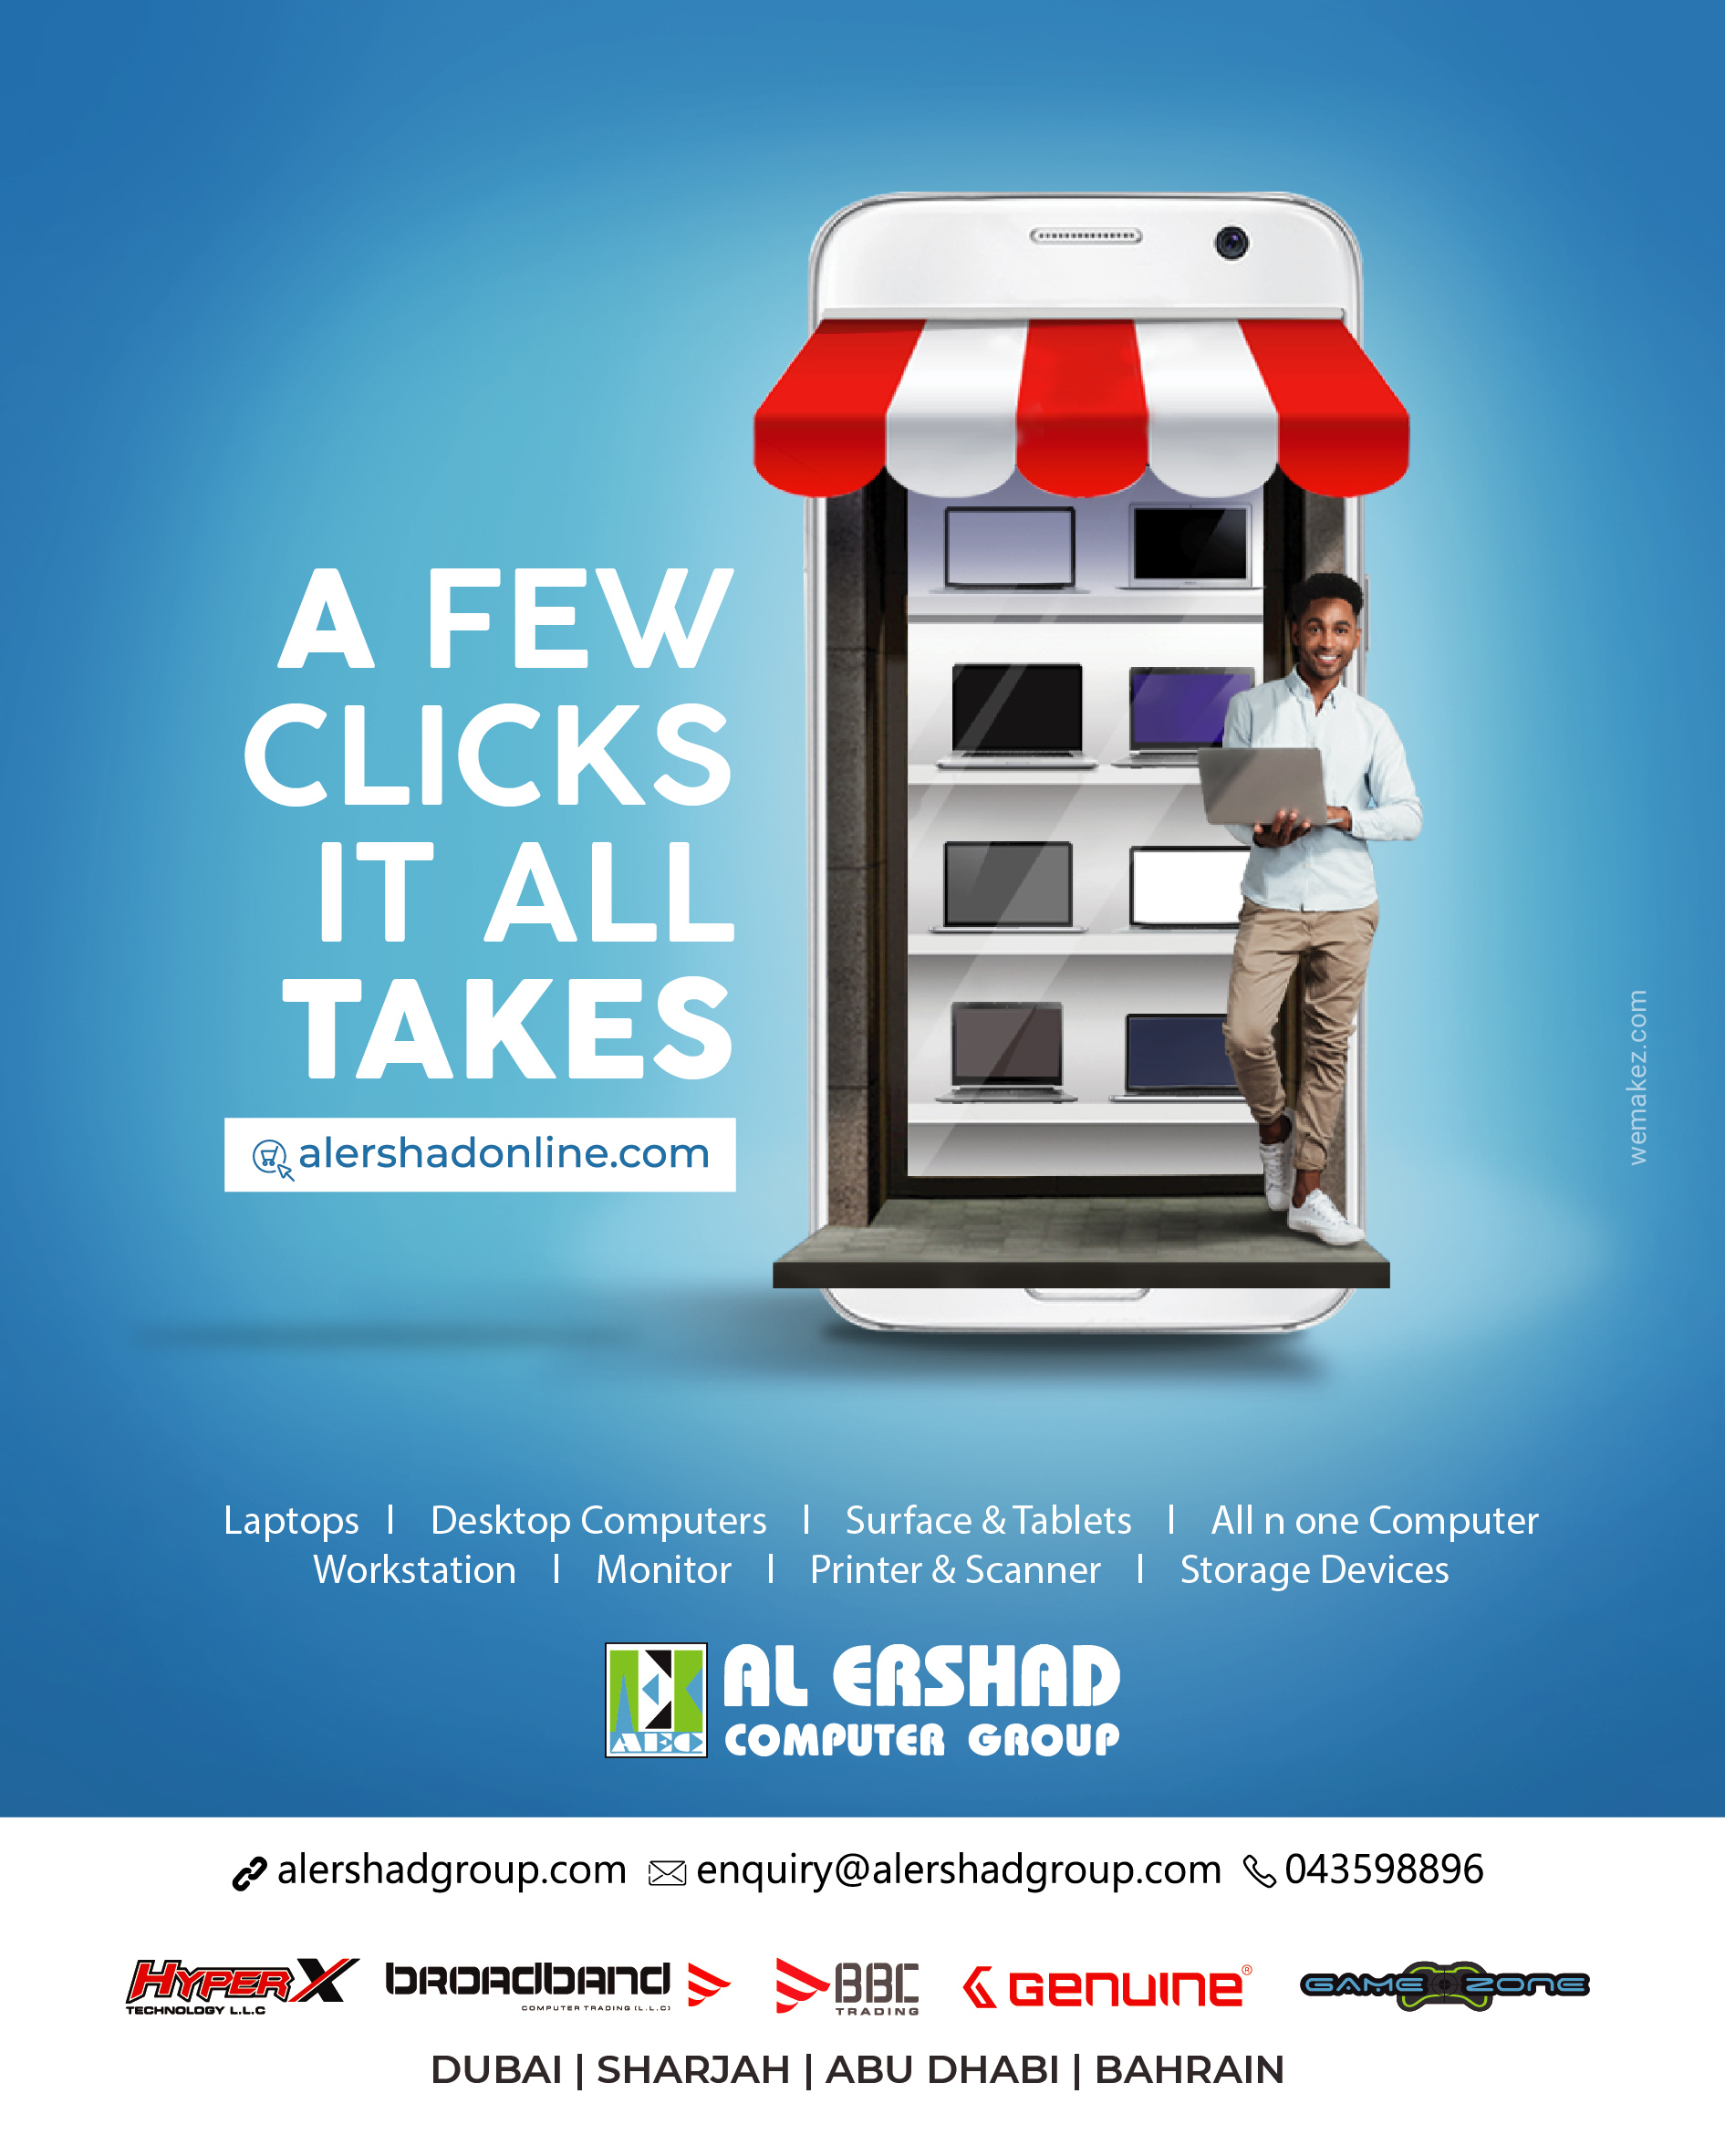 A FEW
CLICKS
IT ALL
TAKES
alershadonline.com
wemakez.com
Laptops | Desktop Computers | Surface & Tablets | All n one Computer
Workstation | Monitor | Printer & Scanner | Storage Devices
AEC
AL ERSHAD
COMPUTER GROUP
alershadgroup.com enquiry@alershadgroup.com 043598896
HYPERX
TECHNOLOGY L.L.C
broadband
COMPUTER TRADING (L.L.C)
BBC
TRADING
GENUINE®
GAME ZONE
DUBAI | SHARJAH | ABU DHABI | BAHRAIN